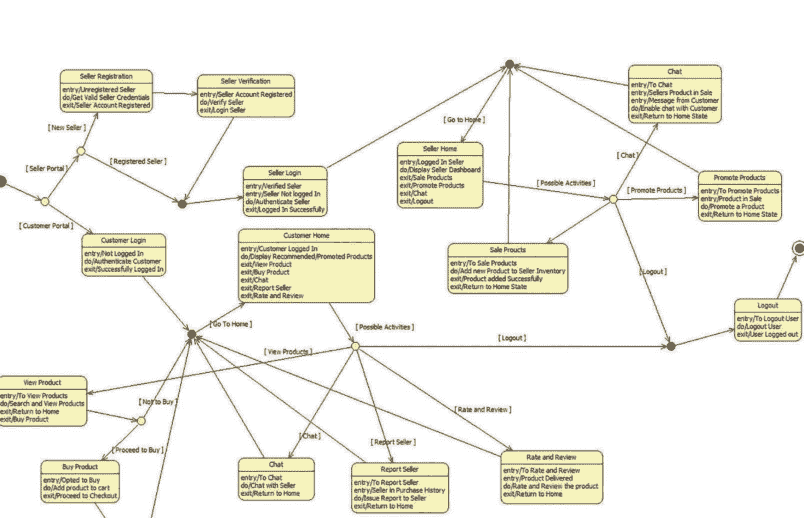 Seller Registration
entry/Unregistered Seller
do/Get Valid Seller Credentials
exit/Seller Account Registered
Seller Verification
entry/Seller Account Registered
do/Verify Seller
exit/Login Seller
[ New Seller ]
[ Seller Portal ]
[ Registered Seller ]
[ Customer Portal ]
Seller Login
entry/Verified Seler
entry/Seller Not logged In
do/Authenticate Seller
exit/Logged In Successfully
[ Go to Home ]
Seller Home
entry/Logged In Seller
do/Display Seller Dashboard
exit/Sale Products
exit/Promote Products
exit/Chat
exit/Logout
Chat
entry/To Chat
entry/Sellers Product in Sale
entry/Message from Customer
do/Enable chat with Customer
exit/Return to Home State
[ Chat ]
[ Possible Activities ]
[ Promote Products ]
Promote Products
entry/To Promote Products
entry/Product in Sale
do/Promote a Product
exit/Return to Home State
Customer Login
entry/Not Logged In
do/Authenticate Customer
exit/Successfully Logged In
Customer Home
entry/Customer Logged In
do/Display Recommended/Promoted Products
exit/View Product
exit/Buy Product
exit/Chat
exit/Report Seller
exit/Rate and Review
Sale Proucts
entry/To Sale Products
do/Add new Product to Seller Inventory
exit/Product added Successfully
exit/Return to Home State
[Logout ]
Logout
entry/To Logout User
do/Logout User
exit/User Logged out
[Go To Home ]
[ Possible Activities ]
[ Logout ]
[ View Products ]
View Product
entry/To View Products
do/Search and View Products
exit/Return to Home
exit/Buy Product
[Not to Buy ]
[Proceed to Buy ]
[Chat ]
[Report Seller ]
[Rate and Review ]
Buy Product
entry/Opted to Buy
do/Add product to cart
exit/Proceed to Checkout
Chat
entry/To Chat
do/Chat with Seller
exit/Return to Home
Report Seller
entry/To Report Seller
entry/Seller in Purchase History
do/Issue Report to Seller
exit/Return to Home
Rate and Review
entry/To Rate and Review
entry/Product Delivered
do/Rate and Review the product
exit/Return to Home